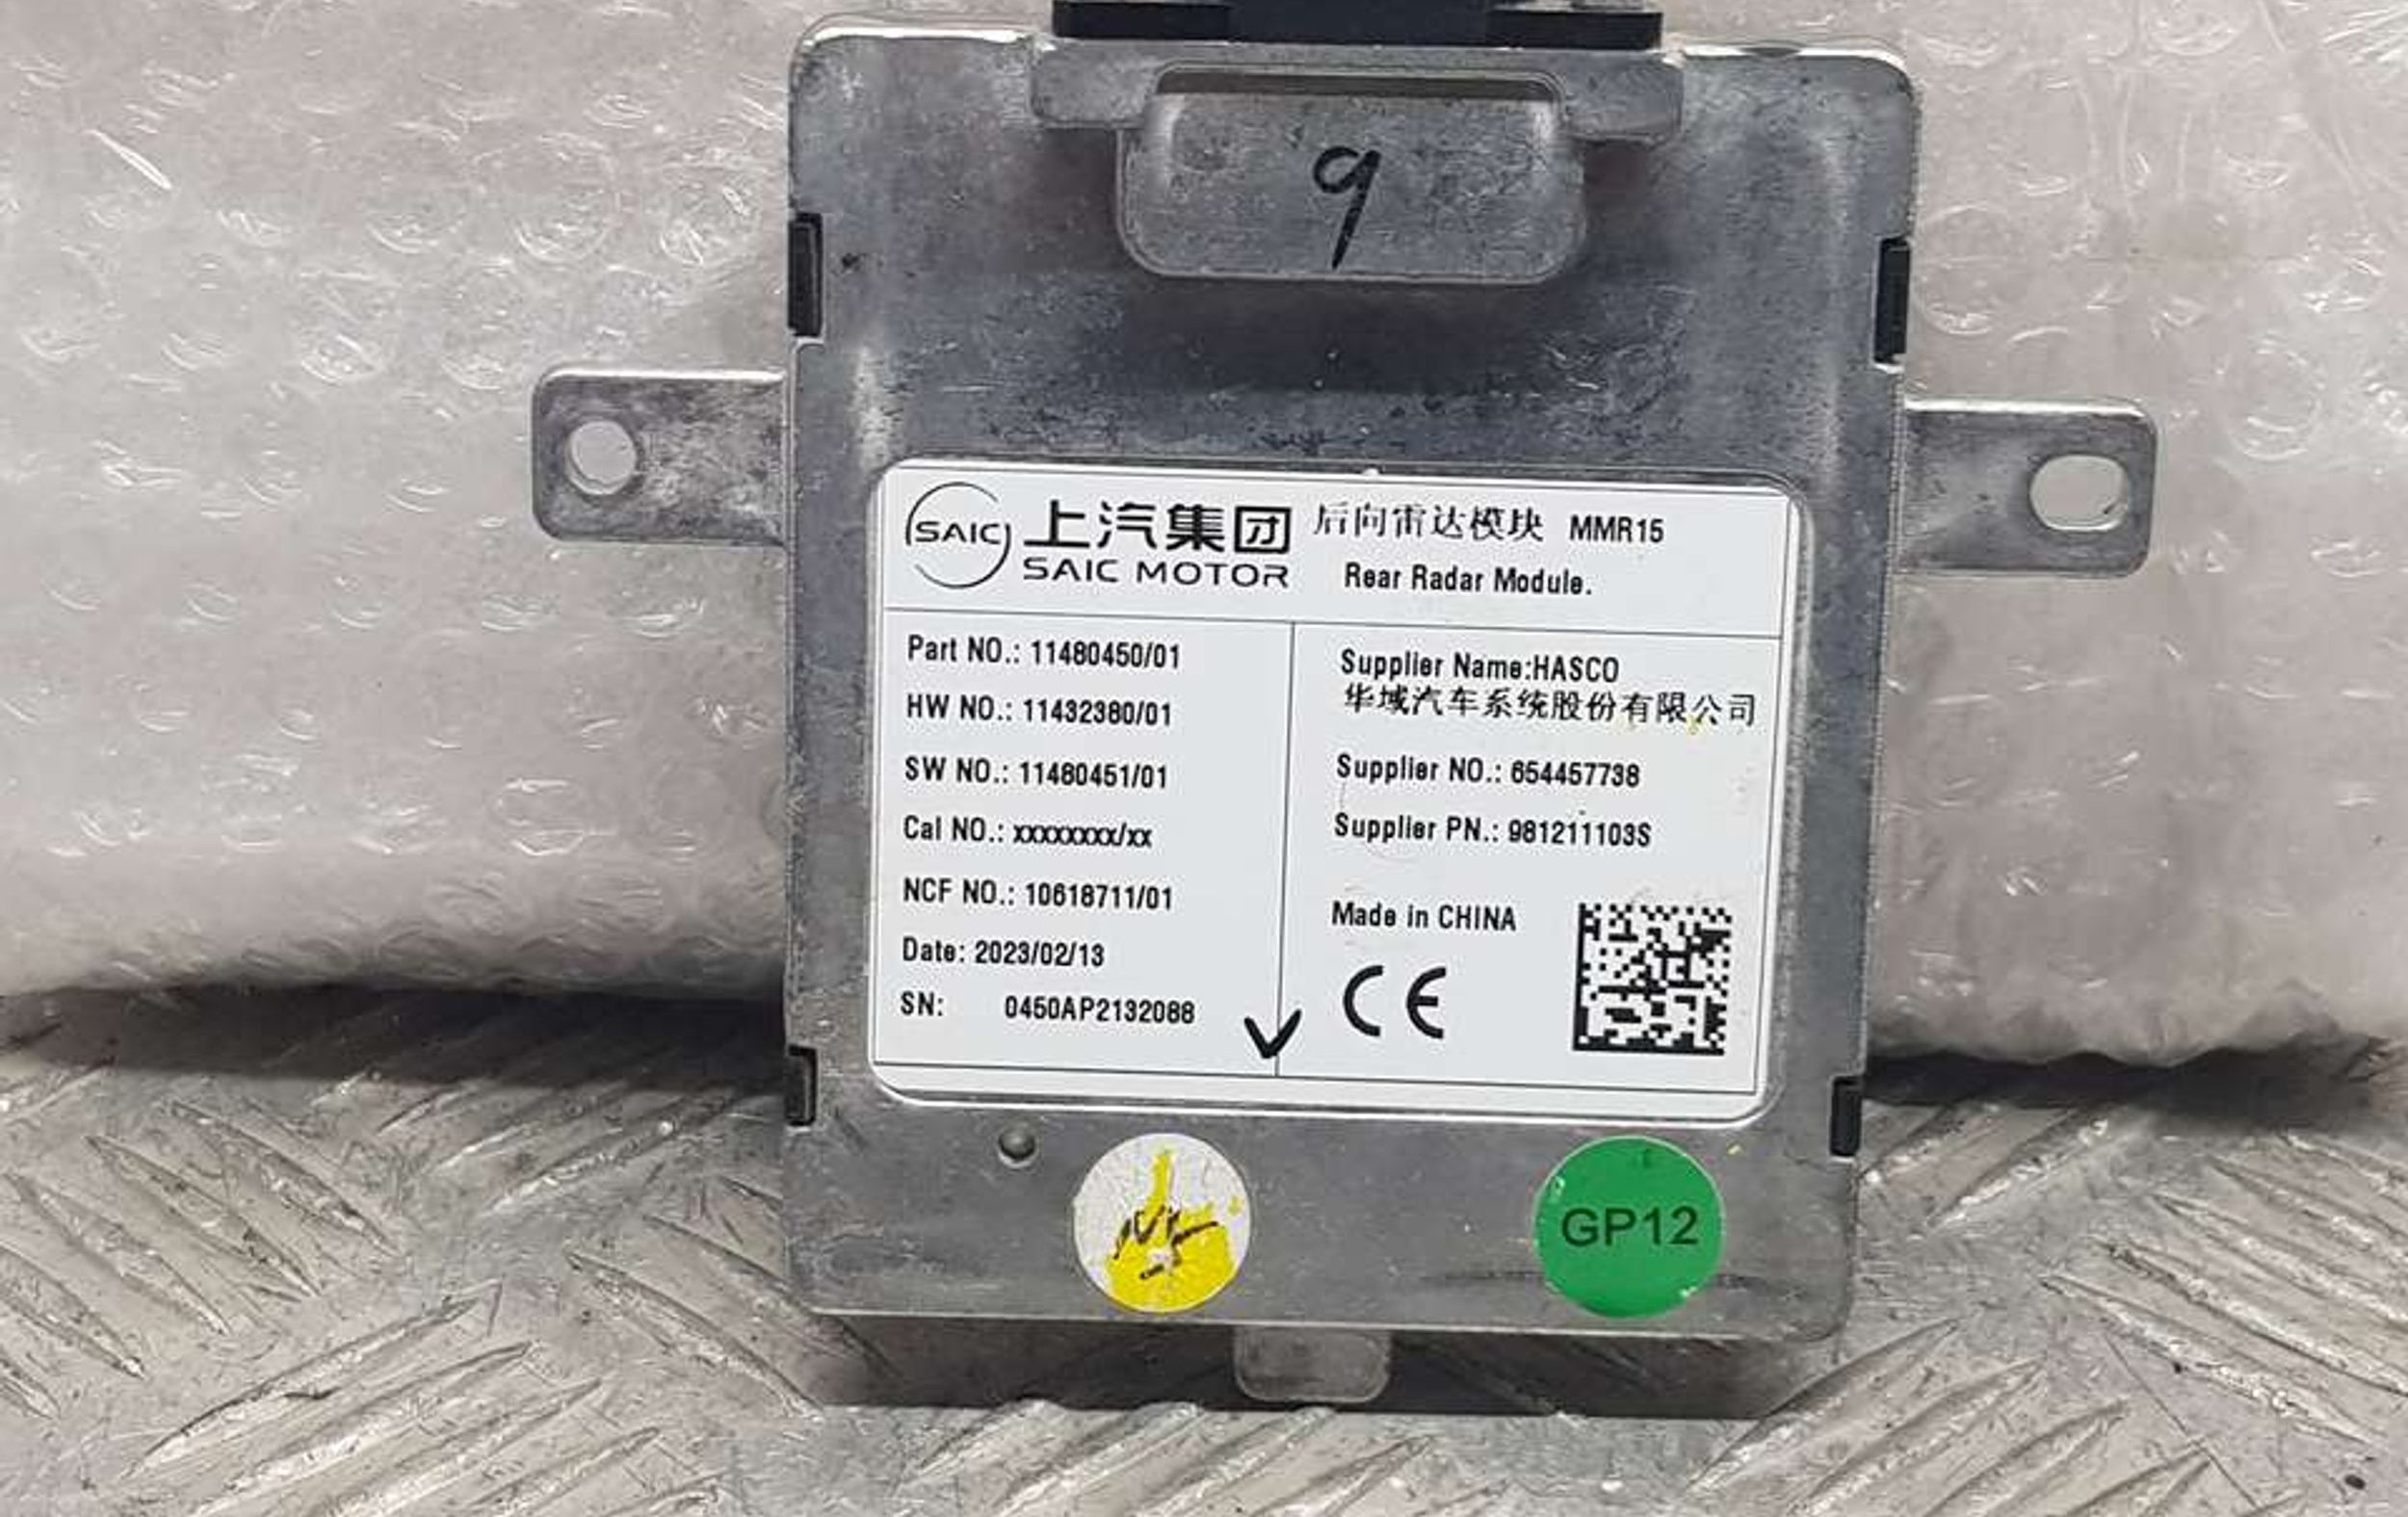 9
SAIC 上汽集团 后向雷达模块 MMR15
SAIC MOTOR Rear Radar Module.
Part NO.: 11480450/01
HW NO.: 11432380/01
SW NO.: 11480451/01
Cal NO.: xxxxxxxx/xx
NCF NO.: 10618711/01
Date: 2023/02/13
SN: 0450AP2132088
Supplier Name:HASCO
华域汽车系统股份有限公司
Supplier NO.: 654457738
Supplier PN.: 981211103S
Made in CHINA
CE
GP12